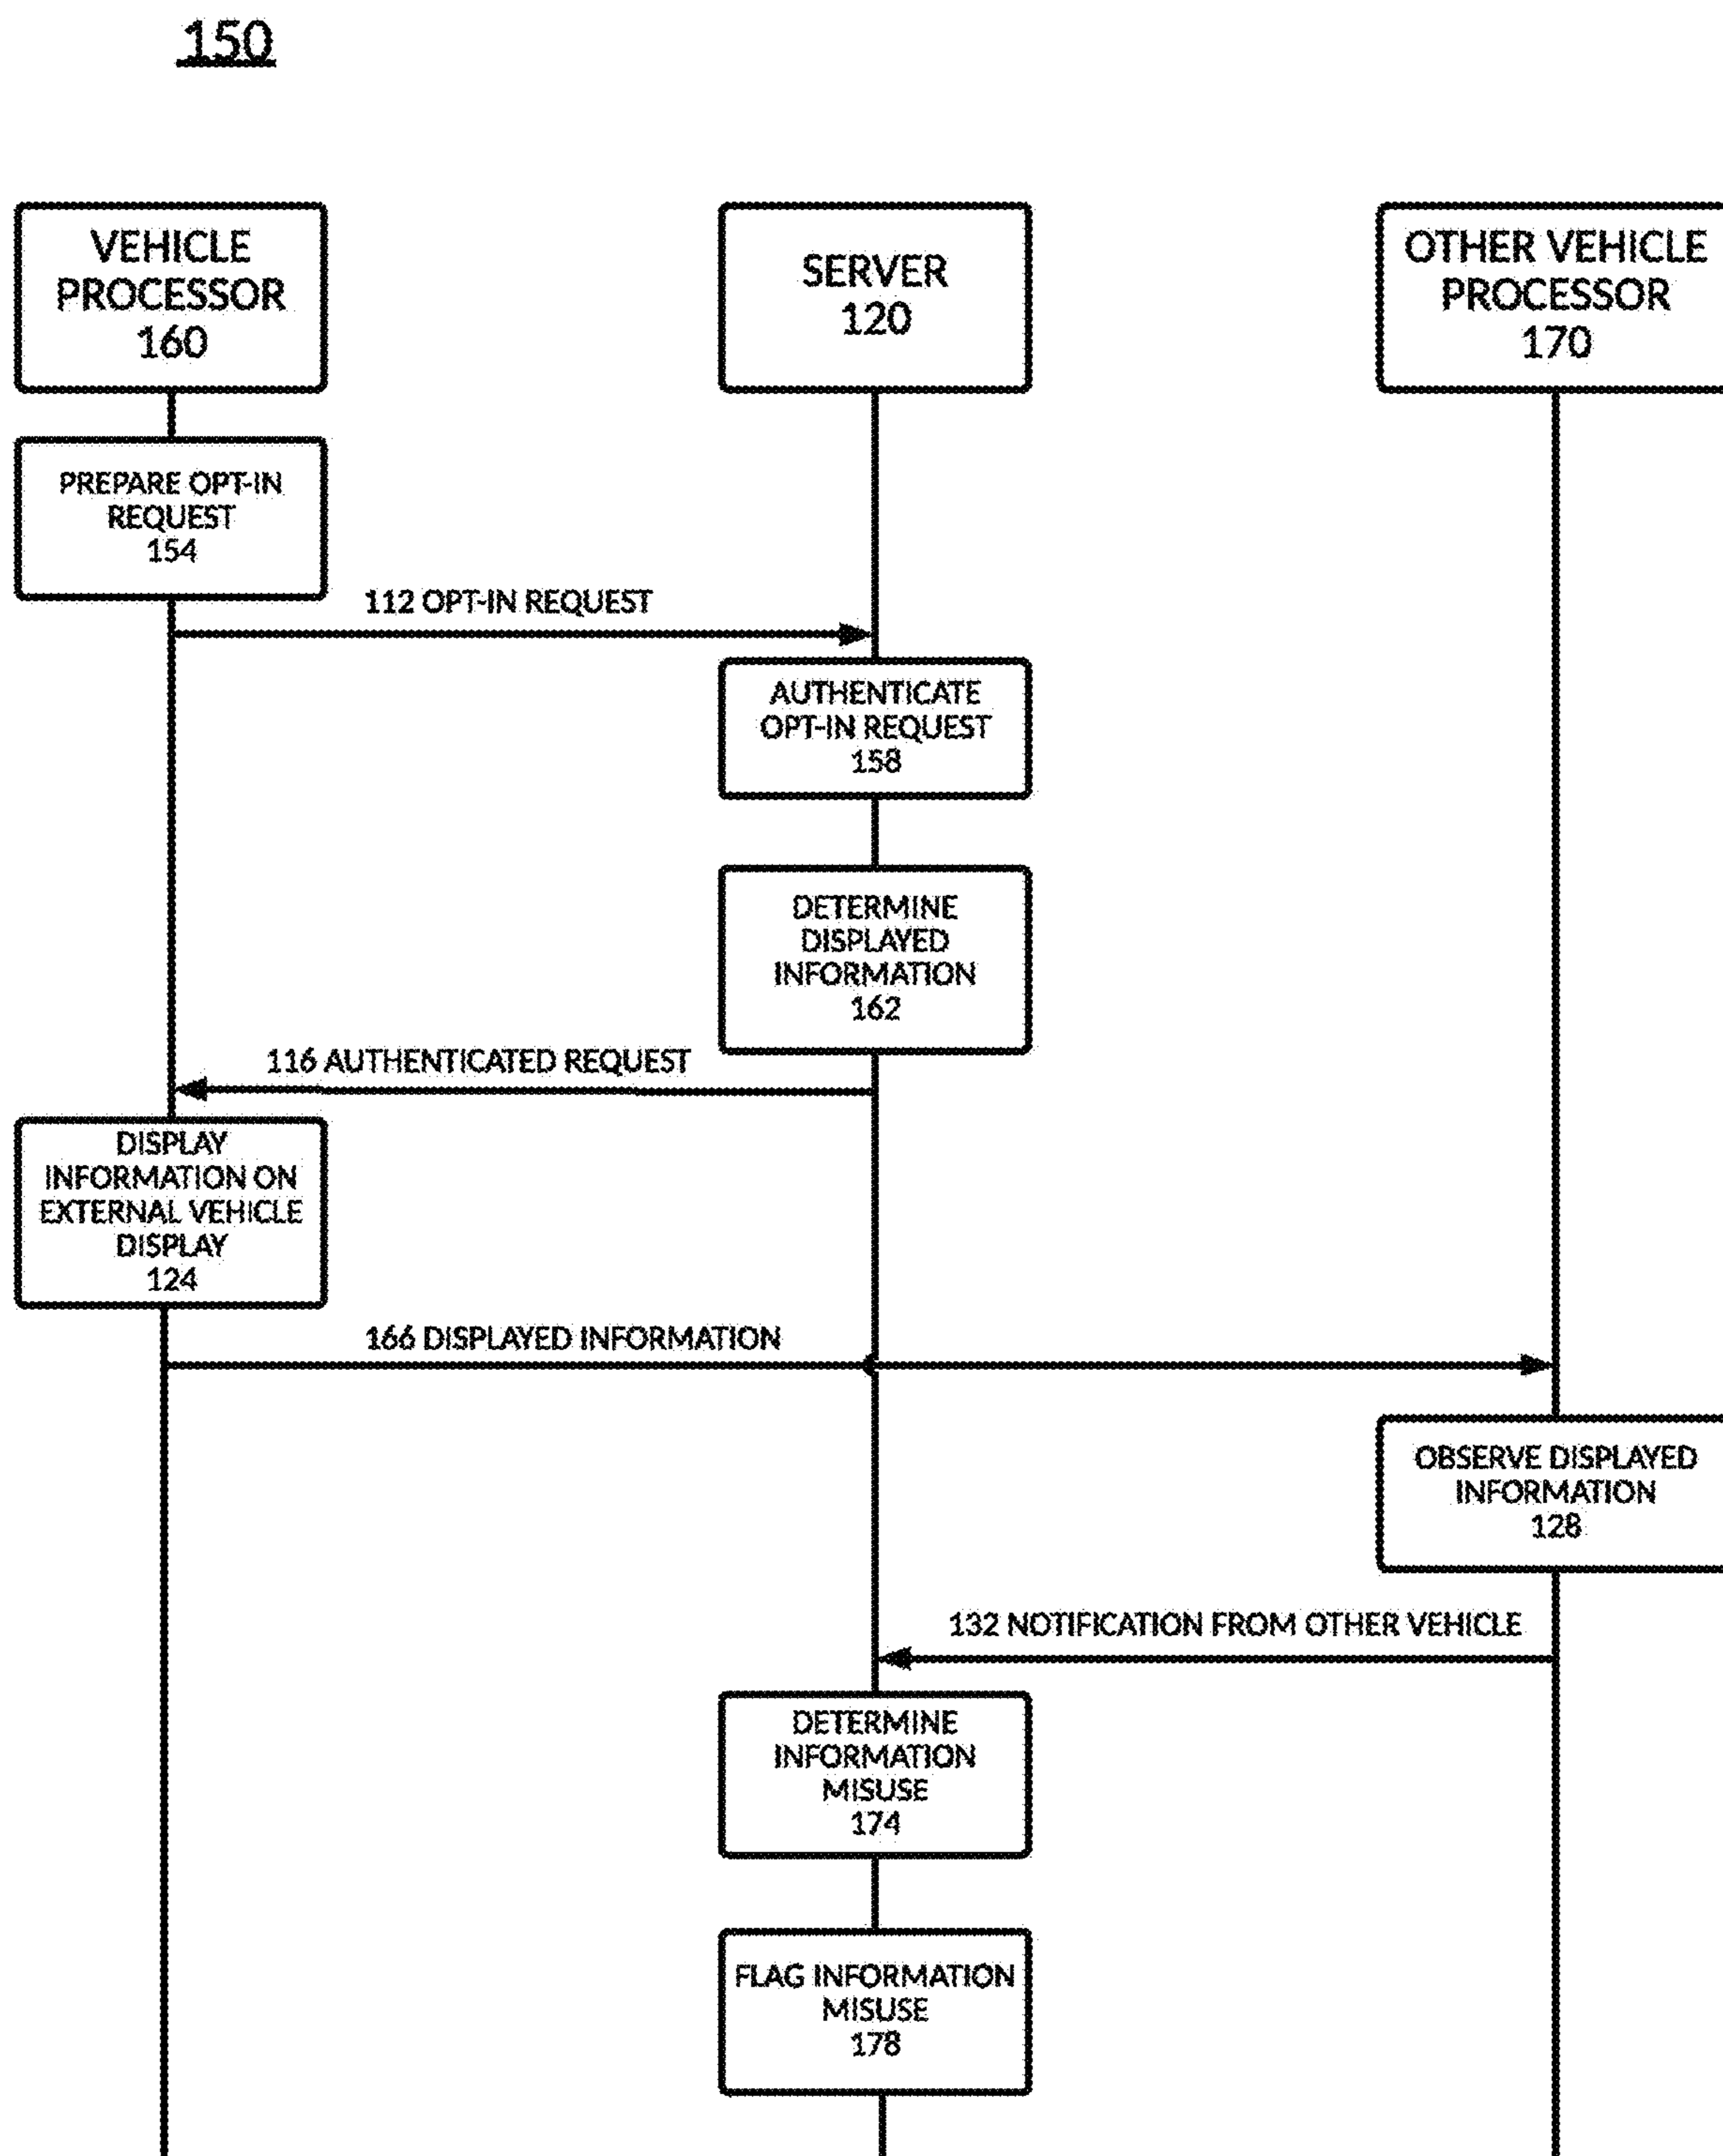 150
VEHICLE
PROCESSOR
160
SERVER
120
OTHER VEHICLE
PROCESSOR
170
PREPARE OPT-IN
REQUEST
154
112 OPT-IN REQUEST
AUTHENTICATE
OPT-IN REQUEST
158
DETERMINE
DISPLAYED
INFORMATION
162
116 AUTHENTICATED REQUEST
DISPLAY
INFORMATION ON
EXTERNAL VEHICLE
DISPLAY
124
166 DISPLAYED INFORMATION
OBSERVE DISPLAYED
INFORMATION
128
132 NOTIFICATION FROM OTHER VEHICLE
DETERMINE
INFORMATION
MISUSE
174
FLAG INFORMATION
MISUSE
178